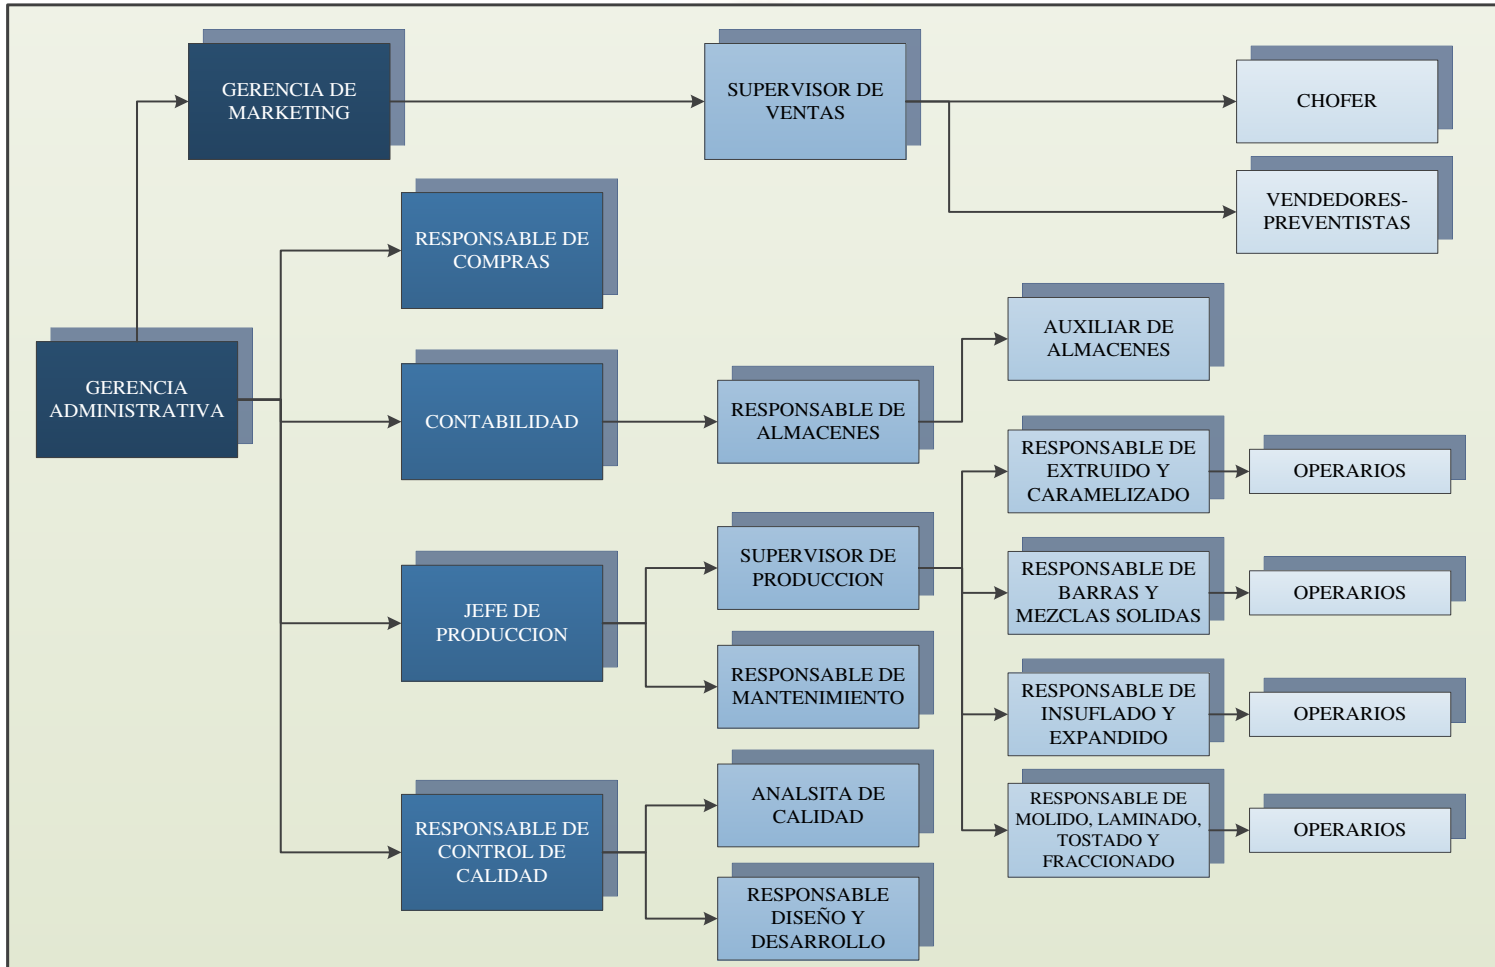 GERENCIA DE
MARKETING
SUPERVISOR DE
VENTAS
CHOFER
VENDEDORES-
PREVENTISTAS
RESPONSABLE DE
COMPRAS
GERENCIA
ADMINISTRATIVA
CONTABILIDAD
RESPONSABLE DE
ALMACENES
AUXILIAR DE
ALMACENES
JEFE DE
PRODUCCION
SUPERVISOR DE
PRODUCCION
RESPONSABLE DE
MANTENIMIENTO
RESPONSABLE DE
EXTRUIDO Y
CARAMELIZADO
OPERARIOS
RESPONSABLE DE
BARRAS Y
MEZCLAS SOLIDAS
OPERARIOS
RESPONSABLE DE
INSUFLADO Y
EXPANDIDO
OPERARIOS
RESPONSABLE DE
MOLIDO, LAMINADO,
TOSTADO Y
FRACCIONADO
OPERARIOS
RESPONSABLE DE
CONTROL DE
CALIDAD
ANALSITA DE
CALIDAD
RESPONSABLE
DISEÑO Y
DESARROLLO